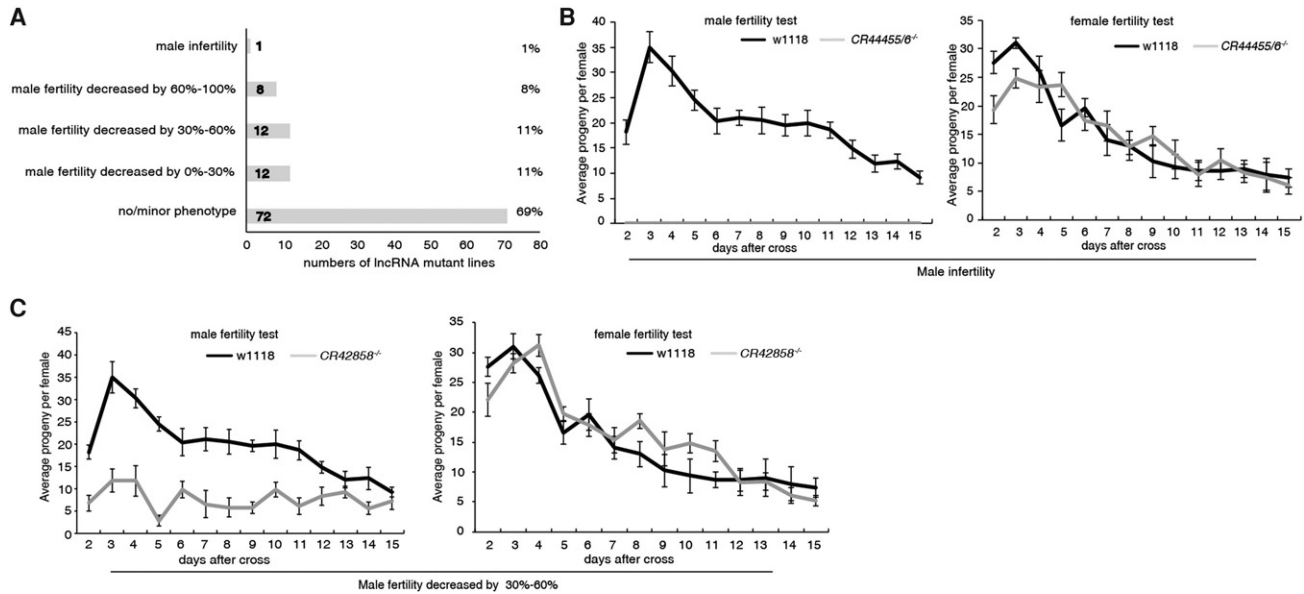 A
male infertility 1 1%
male fertility decreased by 60%-100% 8 8%
male fertility decreased by 30%-60% 12 11%
male fertility decreased by 0%-30% 12 11%
no/minor phenotype 72 69%
0 10 20 30 40 50 60 70 80
numbers of lncRNA mutant lines
B
male fertility test
w1118 CR44455/6-/-
Average progeny per female
40
35
30
25
20
15
10
5
0
2 3 4 5 6 7 8 9 10 11 12 13 14 15
days after cross
female fertility test
w1118 CR44455/6-/-
Average progeny per female
35
30
25
20
15
10
5
0
2 3 4 5 6 7 8 9 10 11 12 13 14 15
days after cross
Male infertility
C
male fertility test
w1118 CR42858-/-
Average progeny per female
45
40
35
30
25
20
15
10
5
0
2 3 4 5 6 7 8 9 10 11 12 13 14 15
days after cross
female fertility test
w1118 CR42858-/-
Average progeny per female
35
30
25
20
15
10
5
0
2 3 4 5 6 7 8 9 10 11 12 13 14 15
days after cross
Male fertility decreased by 30%-60%